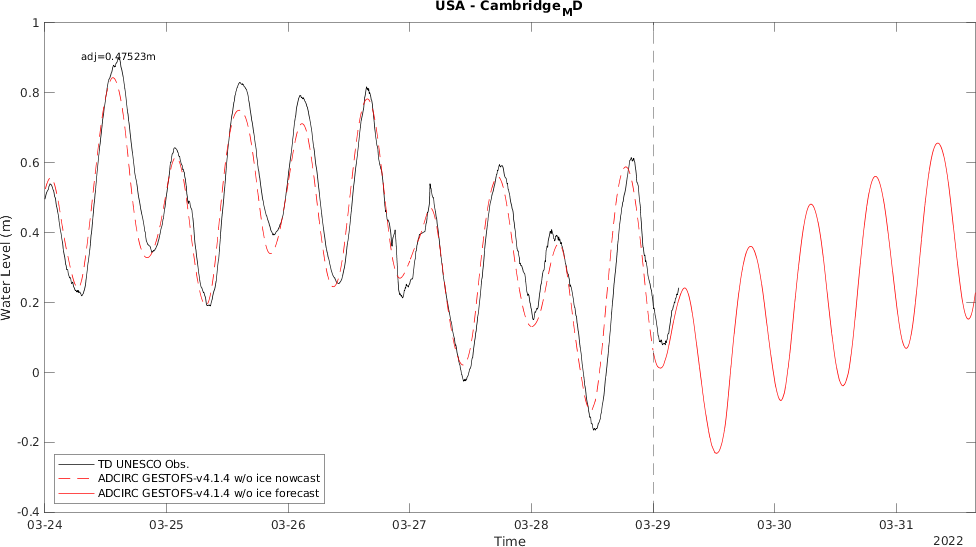 USA - Cambridge_MD
adj=0.47523m
1
0.8
0.6
0.4
0.2
0
-0.2
-0.4
Water Level (m)
TD UNESCO Obs.
ADCIRC GESTOFS-v4.1.4 w/o ice nowcast
ADCIRC GESTOFS-v4.1.4 w/o ice forecast
03-24 03-25 03-26 03-27 03-28 03-29 03-30 03-31
Time
2022